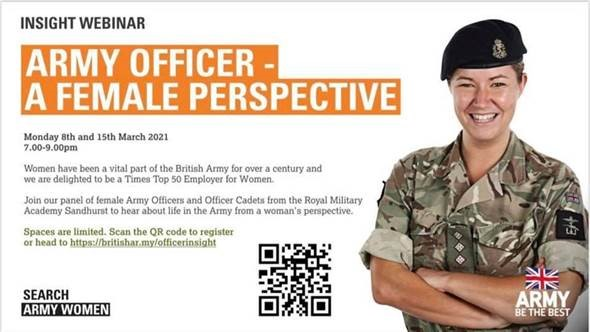 INSIGHT WEBINAR
ARMY OFFICER -
A FEMALE PERSPECTIVE
Monday 8th and 15th March 2021
7.00-9.00pm
Women have been a vital part of the British Army for over a century and
we are delighted to be a Times Top 50 Employer for Women.
Join our panel of female Army Officers and Officer Cadets from the Royal Military
Academy Sandhurst to hear about life in the Army from a woman's perspective.
Spaces are limited. Scan the QR code to register
or head to https://britishar.my/officerinsight
SEARCH
ARMY WOMEN
ARMY
BE THE BEST